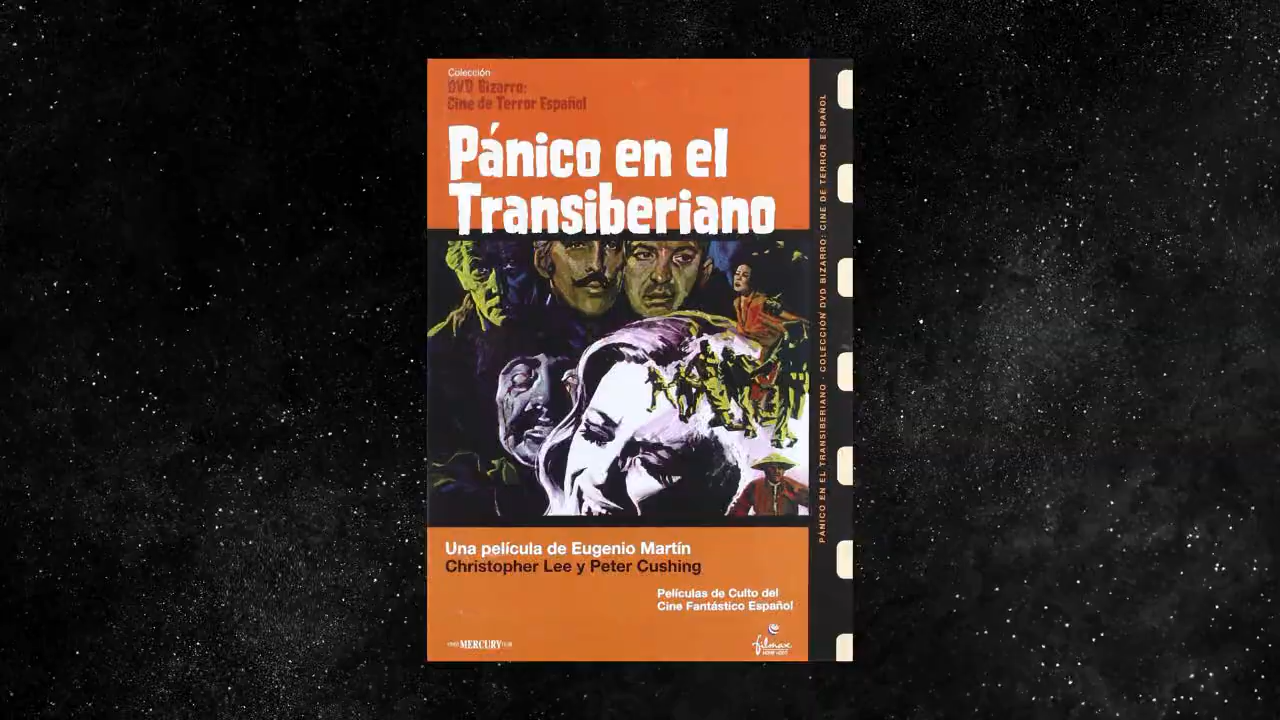 Colección
DVD Bizarro:
Cine de Terror Español
Pánico en el
Transiberiano
Una película de Eugenio Martín
Christopher Lee y Peter Cushing
Películas de Culto del
Cine Fantástico Español
MERCURY
filmax
HOME VIDEO
PÁNICO EN EL TRANSIBERIANO · COLECCIÓN DVD BIZARRO: CINE DE TERROR ESPAÑOL